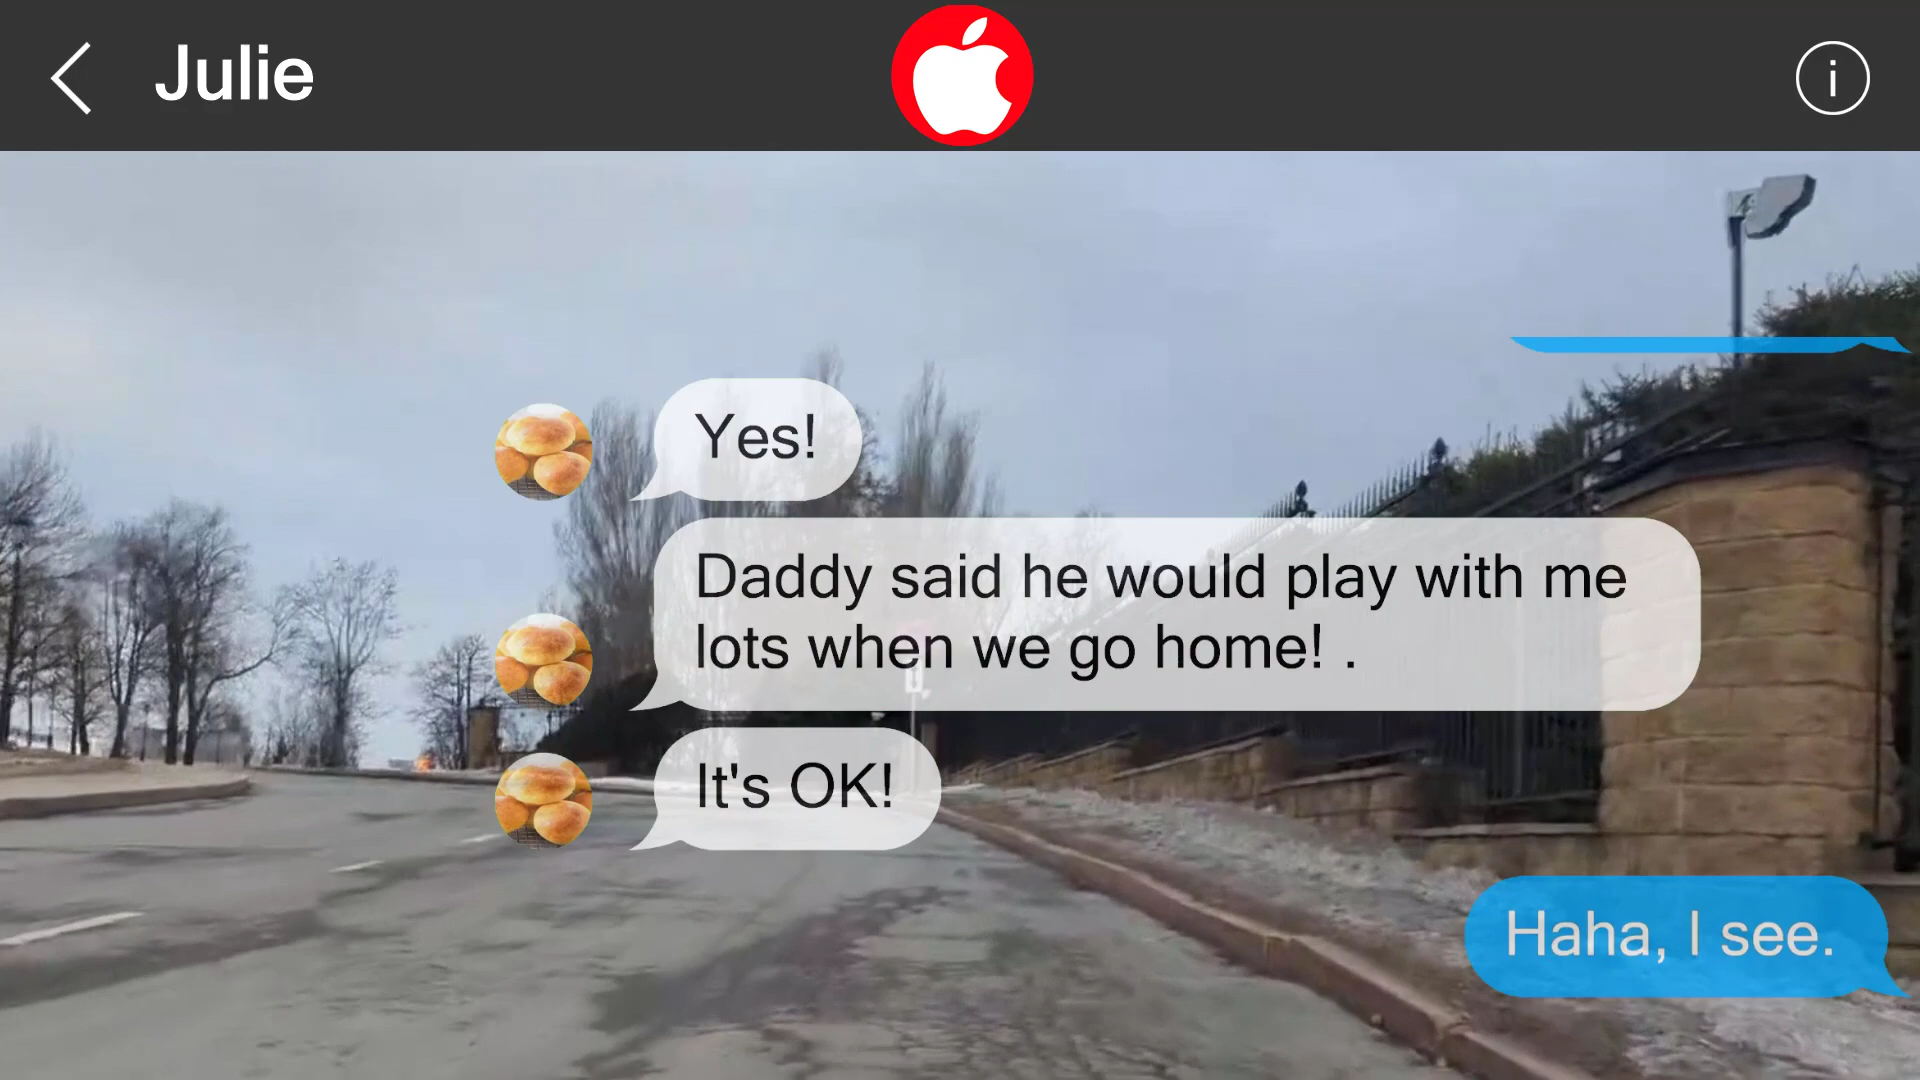 Julie
i
Yes!
Daddy said he would play with me
lots when we go home! .
It's OK!
Haha, I see.